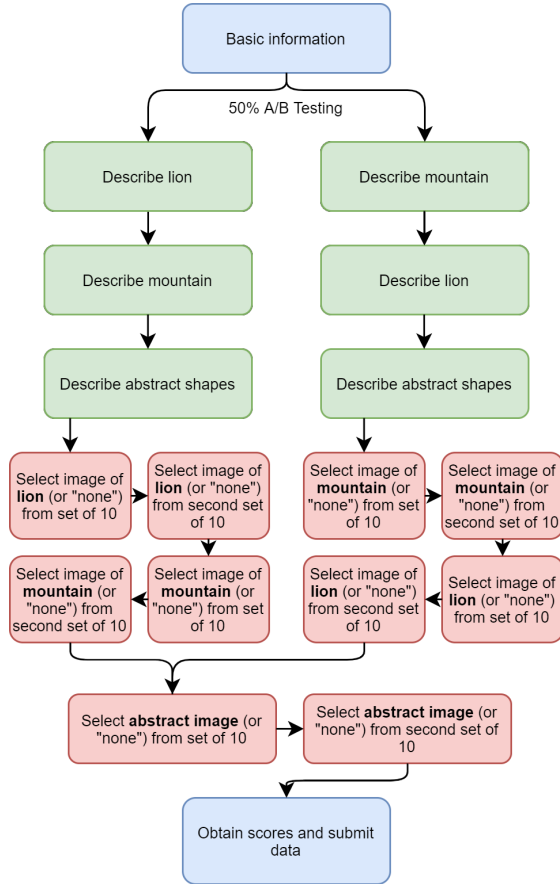 Basic information
50% A/B Testing
Describe lion
Describe mountain
Describe mountain
Describe lion
Describe abstract shapes
Describe abstract shapes
Select image of
lion (or "none")
from set of 10
Select image of
lion (or "none")
from second set
of 10
Select image of
mountain (or
"none") from set
of 10
Select image of
mountain (or
"none") from
second set of 10
Select image of
mountain (or
"none") from
second set of 10
Select image of
mountain (or
"none") from set
of 10
Select image of
lion (or "none")
from second set
of 10
Select image of
lion (or "none")
from set of 10
Select abstract image (or
"none") from set of 10
Select abstract image (or
"none") from second set of
10
Obtain scores and submit
data